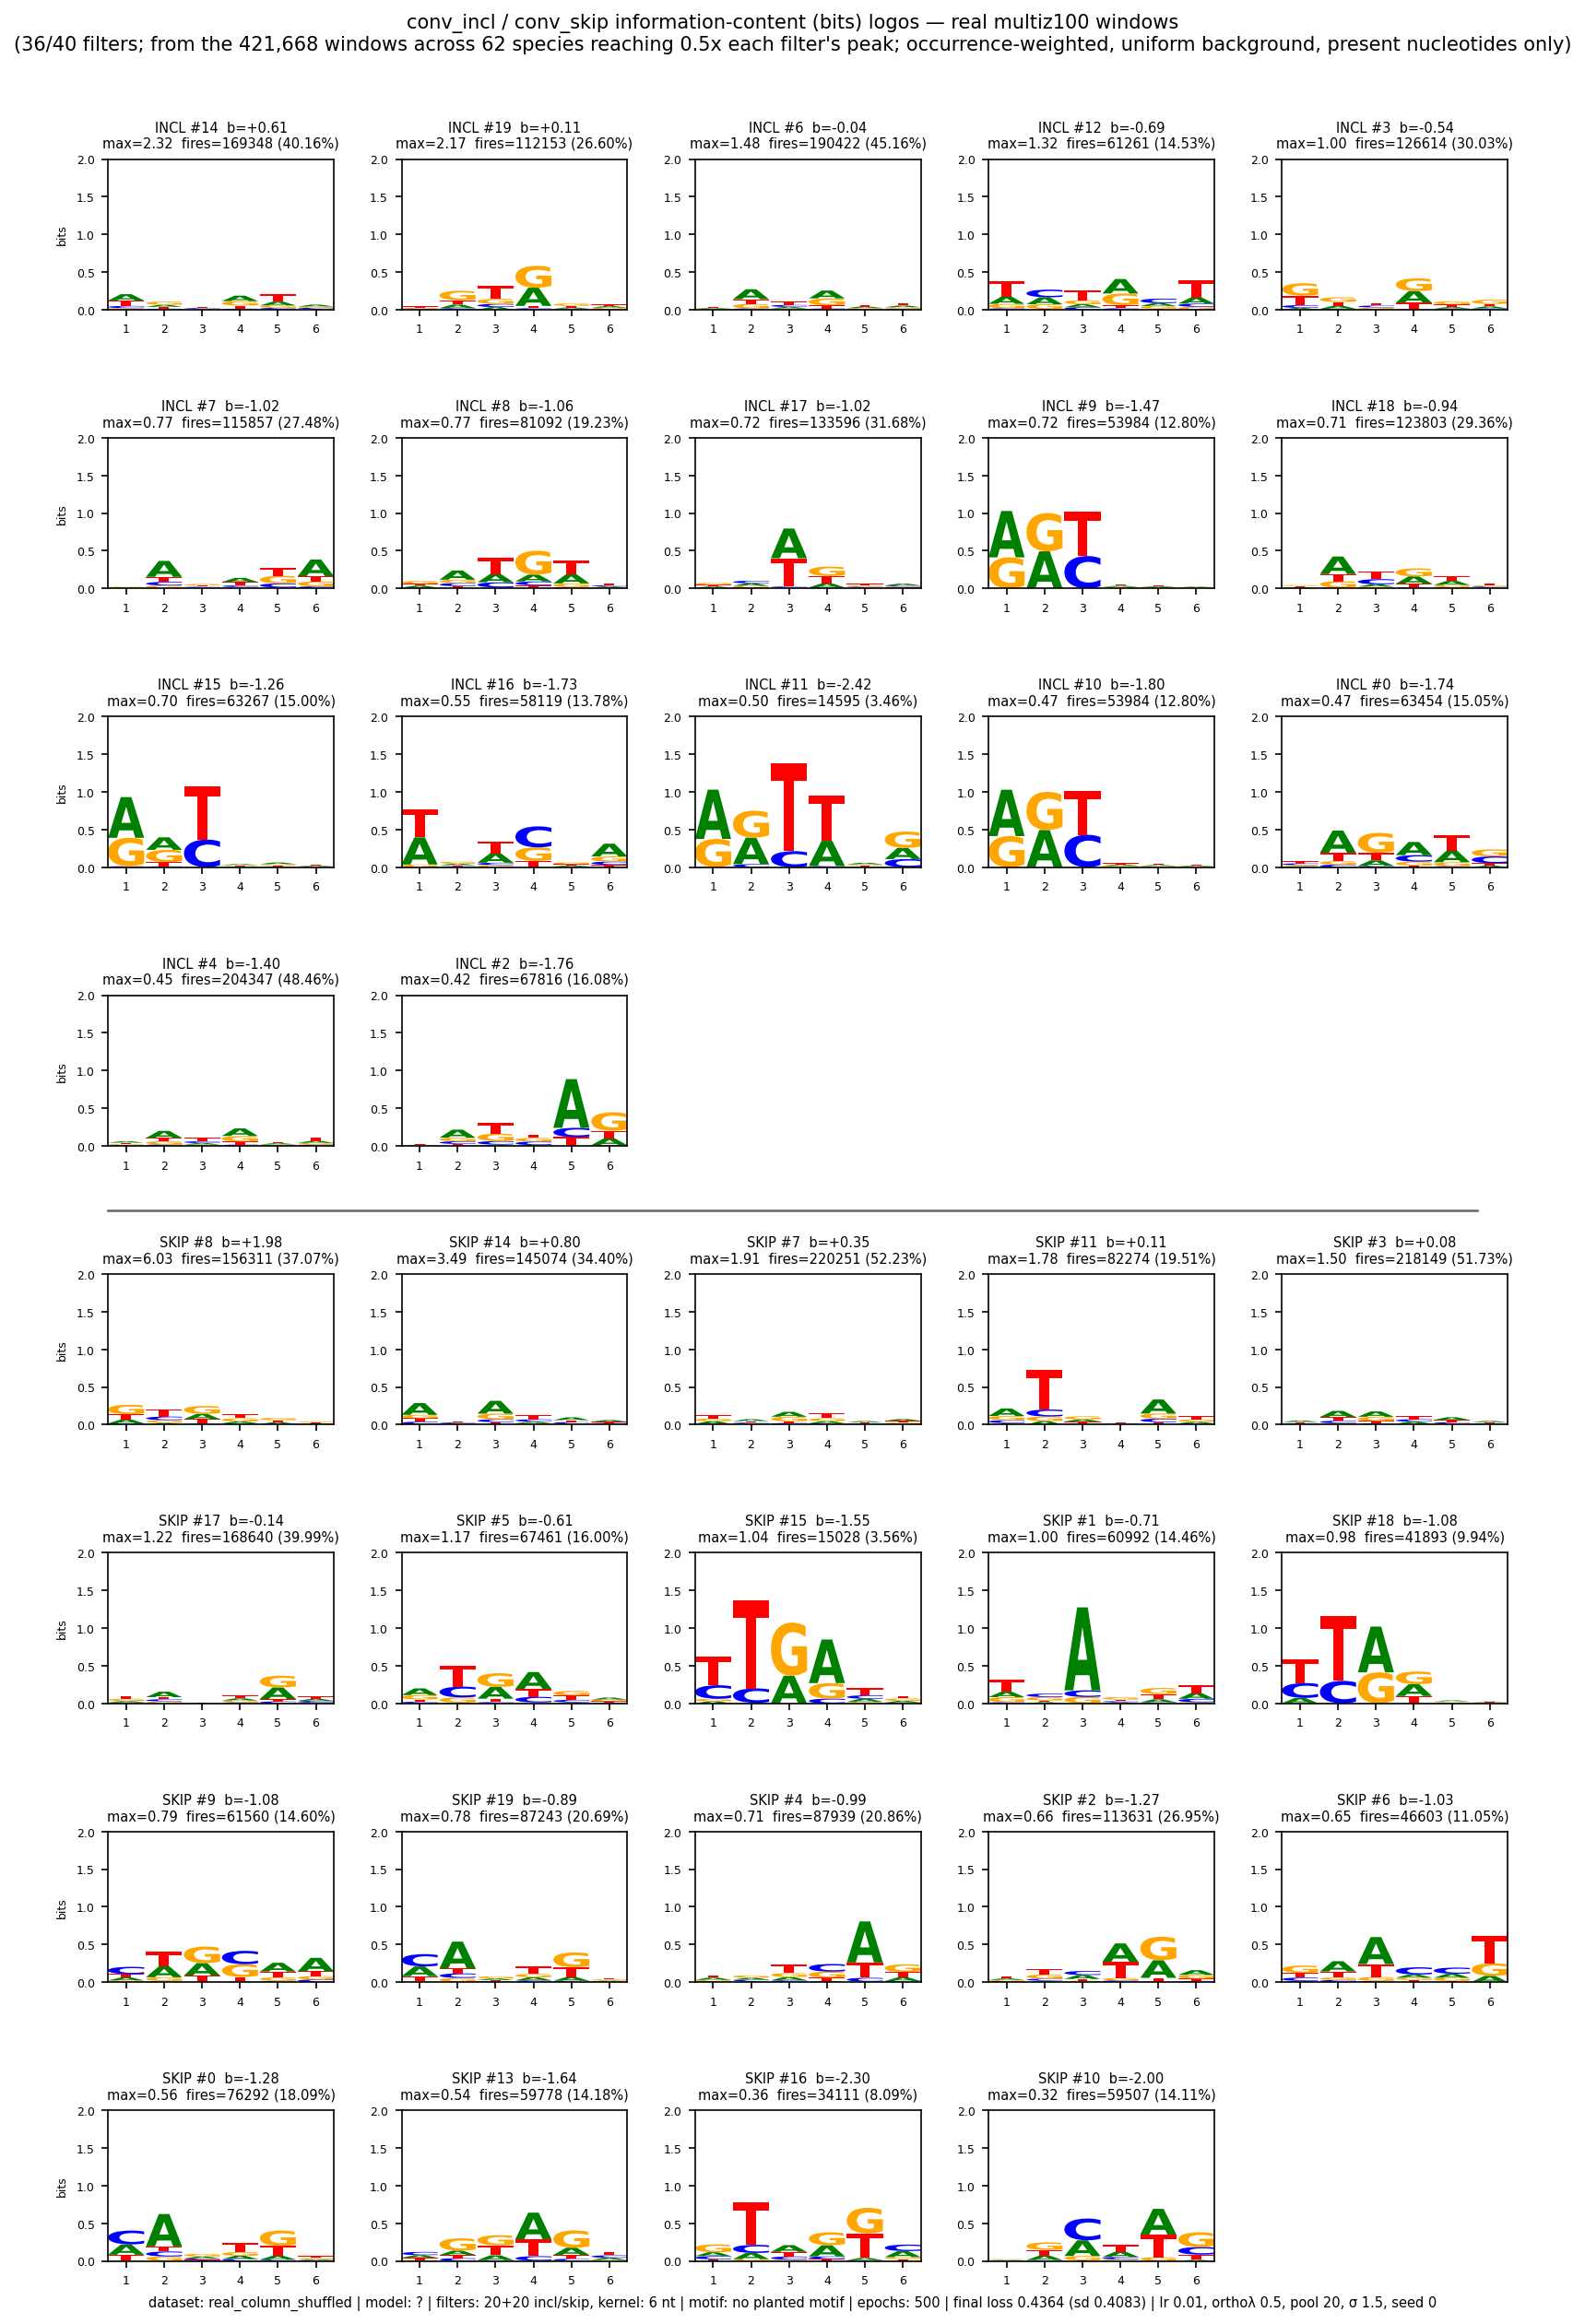 conv_incl / conv_skip information-content (bits) logos — real multiz100 windows
(36/40 filters; from the 421,668 windows across 62 species reaching 0.5x each filter's peak; occurrence-weighted, uniform background, present nucleotides only)
INCL #14 b=+0.61
max=2.32 fires=169348 (40.16%)
INCL #19 b=+0.11
max=2.17 fires=112153 (26.60%)
INCL #6 b=-0.04
max=1.48 fires=190422 (45.16%)
INCL #12 b=-0.69
max=1.32 fires=61261 (14.53%)
INCL #3 b=-0.54
max=1.00 fires=126614 (30.03%)
INCL #7 b=-1.02
max=0.77 fires=115857 (27.48%)
INCL #8 b=-1.06
max=0.77 fires=81092 (19.23%)
INCL #17 b=-1.02
max=0.72 fires=133596 (31.68%)
INCL #9 b=-1.47
max=0.72 fires=53984 (12.80%)
INCL #18 b=-0.94
max=0.71 fires=123803 (29.36%)
INCL #15 b=-1.26
max=0.70 fires=63267 (15.00%)
INCL #16 b=-1.73
max=0.55 fires=58119 (13.78%)
INCL #11 b=-2.42
max=0.50 fires=14595 (3.46%)
INCL #10 b=-1.80
max=0.47 fires=53984 (12.80%)
INCL #0 b=-1.74
max=0.47 fires=63454 (15.05%)
INCL #4 b=-1.40
max=0.45 fires=204347 (48.46%)
INCL #2 b=-1.76
max=0.42 fires=67816 (16.08%)
SKIP #8 b=+1.98
max=6.03 fires=156311 (37.07%)
SKIP #14 b=+0.80
max=3.49 fires=145074 (34.40%)
SKIP #7 b=+0.35
max=1.91 fires=220251 (52.23%)
SKIP #11 b=+0.11
max=1.78 fires=82274 (19.51%)
SKIP #3 b=+0.08
max=1.50 fires=218149 (51.73%)
SKIP #17 b=-0.14
max=1.22 fires=168640 (39.99%)
SKIP #5 b=-0.61
max=1.17 fires=67461 (16.00%)
SKIP #15 b=-1.55
max=1.04 fires=15028 (3.56%)
SKIP #1 b=-0.71
max=1.00 fires=60992 (14.46%)
SKIP #18 b=-1.08
max=0.98 fires=41893 (9.94%)
SKIP #9 b=-1.08
max=0.79 fires=61560 (14.60%)
SKIP #19 b=-0.89
max=0.78 fires=87243 (20.69%)
SKIP #4 b=-0.99
max=0.71 fires=87939 (20.86%)
SKIP #2 b=-1.27
max=0.66 fires=113631 (26.95%)
SKIP #6 b=-1.03
max=0.65 fires=46603 (11.05%)
SKIP #0 b=-1.28
max=0.56 fires=76292 (18.09%)
SKIP #13 b=-1.64
max=0.54 fires=59778 (14.18%)
SKIP #16 b=-2.30
max=0.36 fires=34111 (8.09%)
SKIP #10 b=-2.00
max=0.32 fires=59507 (14.11%)
dataset: real_column_shuffled | model: ? | filters: 20+20 incl/skip, kernel: 6 nt | motif: no planted motif | epochs: 500 | final loss 0.4364 (sd 0.4083) | lr 0.01, orthoλ 0.5, pool 20, σ 1.5, seed 0